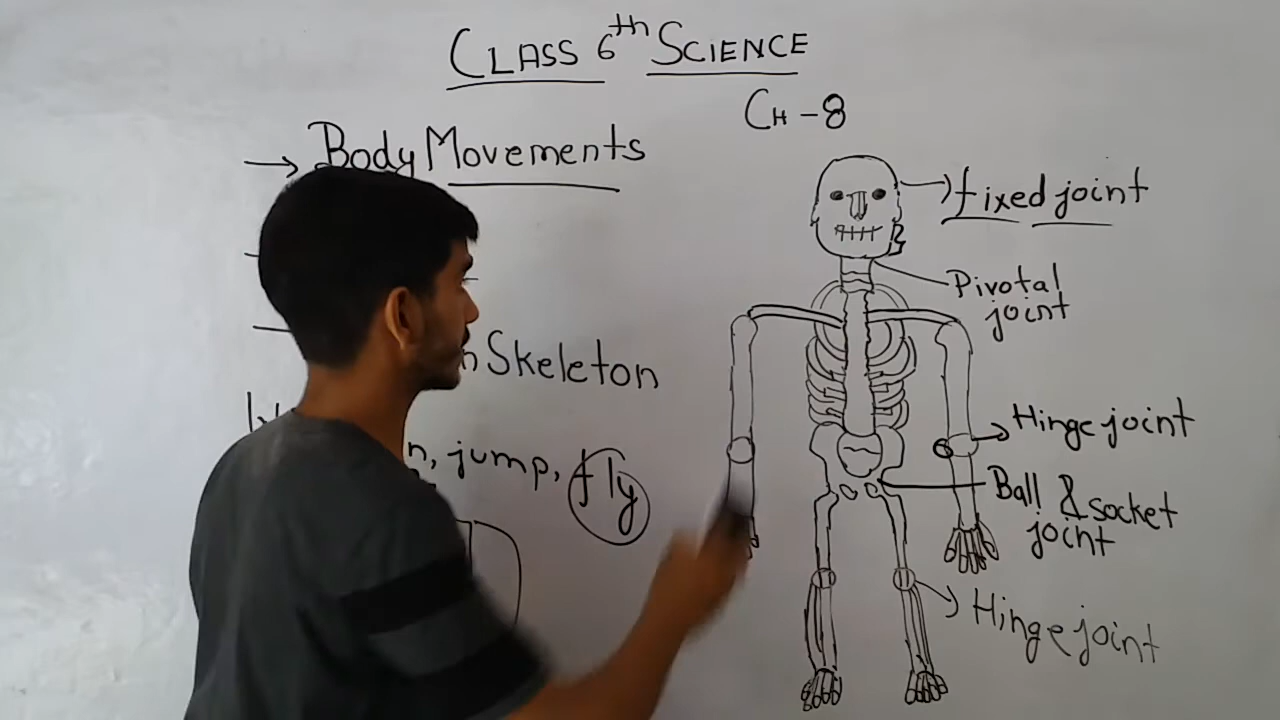 CLASS 6th SCIENCE
CH-8
→ Body Movements
Skeleton
jump, fly
fixed joint
Pivotal
joint
Hinge joint
Ball & socket
joint
Hinge joint